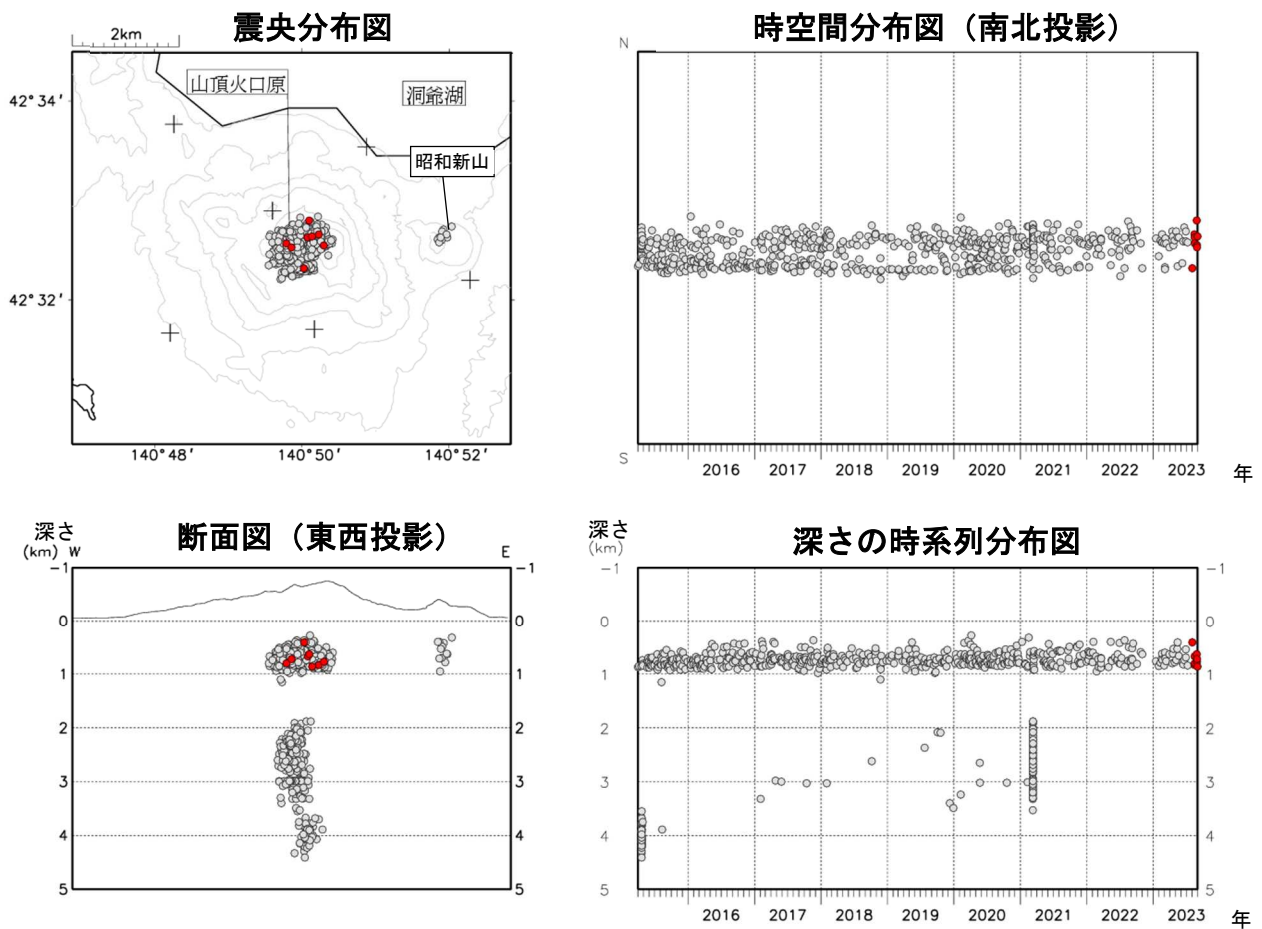 震央分布図
2km
42°34′
42°32′
山頂火口原
洞爺湖
昭和新山
140°48′
140°50′
140°52′
時空間分布図（南北投影）
N
S
2016
2017
2018
2019
2020
2021
2022
2023
年
断面図（東西投影）
深さ
(km)
W
E
-1
0
1
2
3
4
5
-1
0
1
2
3
4
5
深さの時系列分布図
深さ
(km)
-1
0
1
2
3
4
5
-1
0
1
2
3
4
5
2016
2017
2018
2019
2020
2021
2022
2023
年